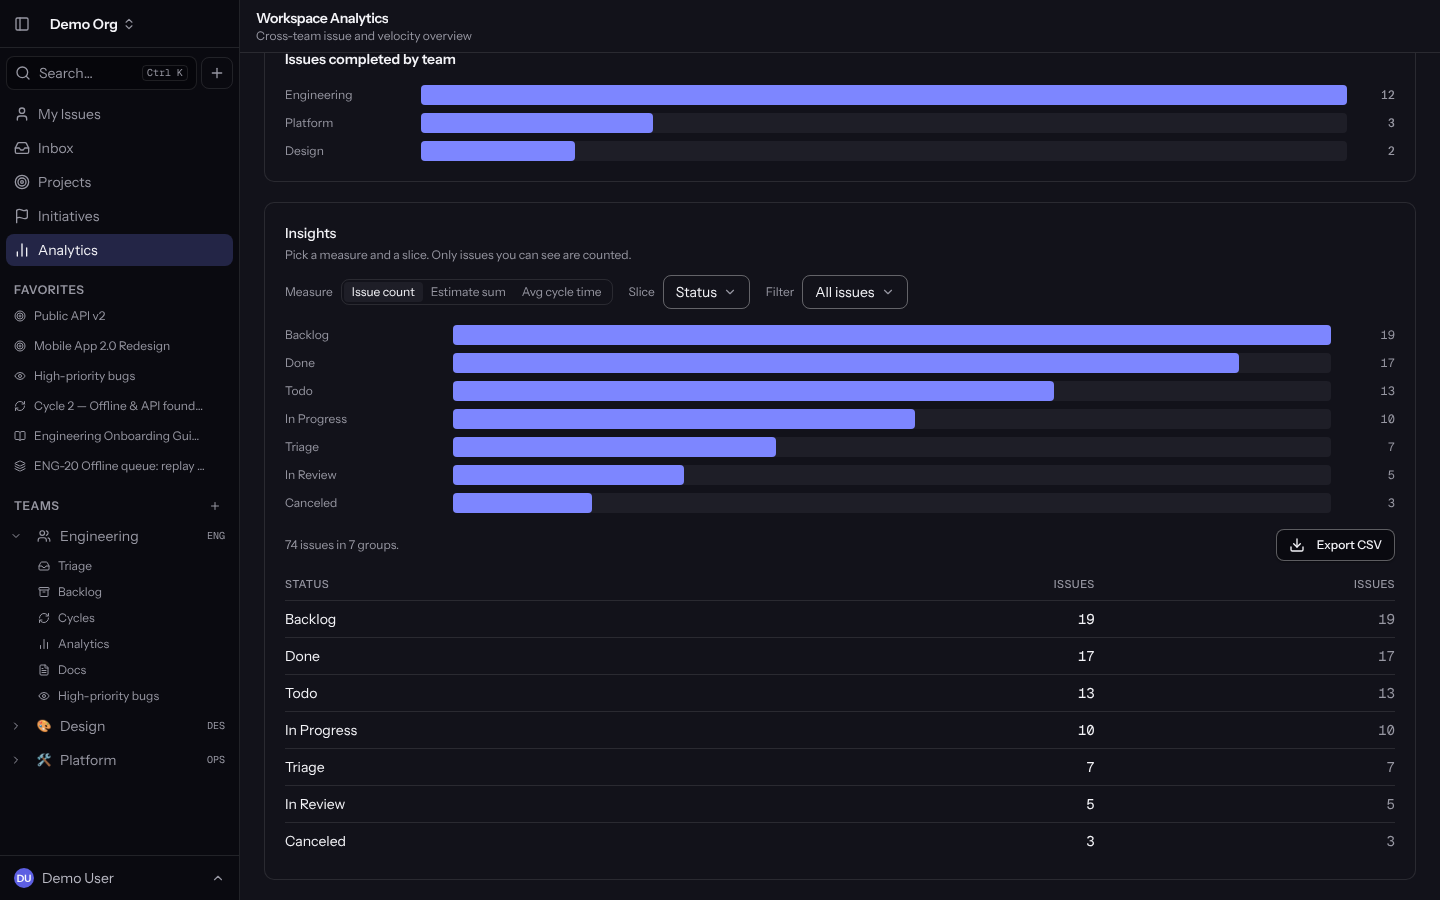 Demo Org
Search...
Ctrl K
My Issues
Inbox
Projects
Initiatives
Analytics
FAVORITES
Public API v2
Mobile App 2.0 Redesign
High-priority bugs
Cycle 2 — Offline & API found...
Engineering Onboarding Gui...
ENG-20 Offline queue: replay ...
TEAMS
Engineering ENG
Triage
Backlog
Cycles
Analytics
Docs
High-priority bugs
Design DES
Platform OPS
DU Demo User
Workspace Analytics
Cross-team issue and velocity overview
Issues completed by team
Engineering 12
Platform 3
Design 2
Insights
Pick a measure and a slice. Only issues you can see are counted.
Measure Issue count Estimate sum Avg cycle time Slice Status Filter All issues
Backlog 19
Done 17
Todo 13
In Progress 10
Triage 7
In Review 5
Canceled 3
74 issues in 7 groups.
Export CSV
STATUS ISSUES ISSUES
Backlog 19 19
Done 17 17
Todo 13 13
In Progress 10 10
Triage 7 7
In Review 5 5
Canceled 3 3